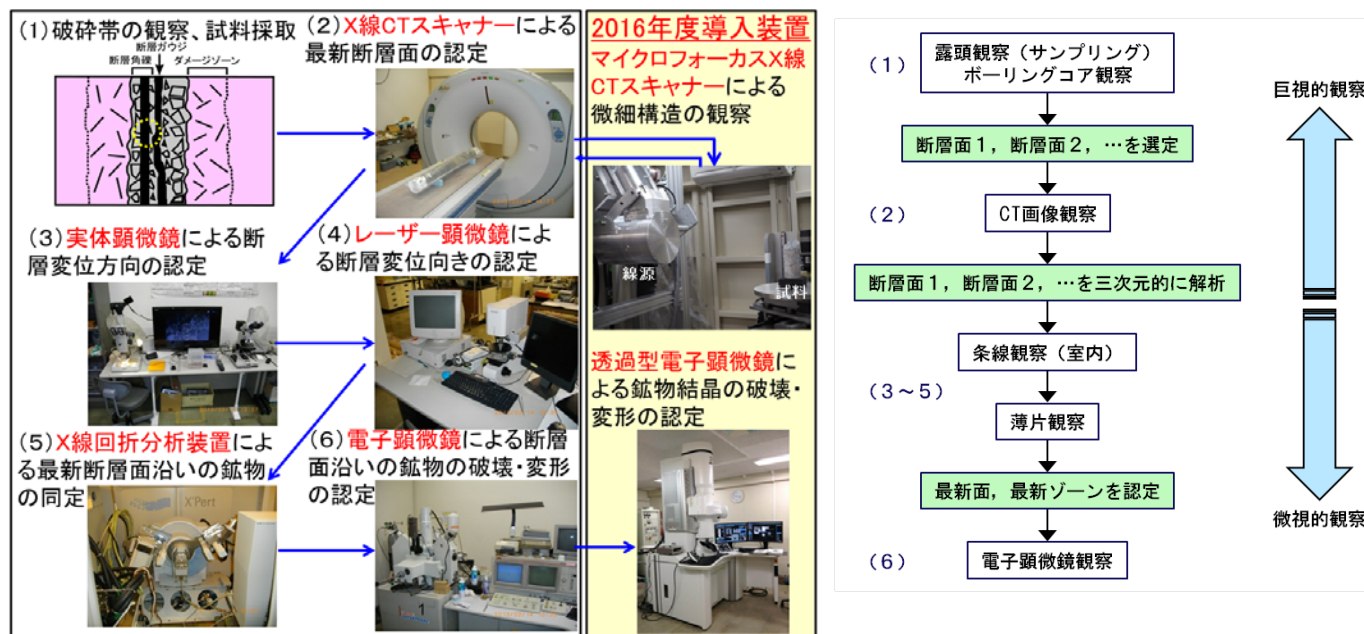 (1)破砕帯の観察、試料採取
断層ガウジ
断層角礫
ダメージゾーン
(2)X線CTスキャナーによる
最新断層面の認定
(3)実体顕微鏡による断
層変位方向の認定
(4)レーザー顕微鏡によ
る断層変位向きの認定
(5)X線回折分析装置によ
る最新断層面沿いの鉱物
の同定
X'Pert
(6)電子顕微鏡による断層
面沿いの鉱物の破壊・変形
の認定
1
2016年度導入装置
マイクロフォーカスX線
CTスキャナーによる
微細構造の観察
線源
試料
透過型電子顕微鏡に
よる鉱物結晶の破壊・
変形の認定
(1)
露頭観察(サンプリング)
ボーリングコア観察
断層面1,断層面2,…を選定
(2)
CT画像観察
断層面1,断層面2,…を三次元的に解析
条線観察(室内)
(3~5)
薄片観察
最新面,最新ゾーンを認定
(6)
電子顕微鏡観察
巨視的観察
微視的観察